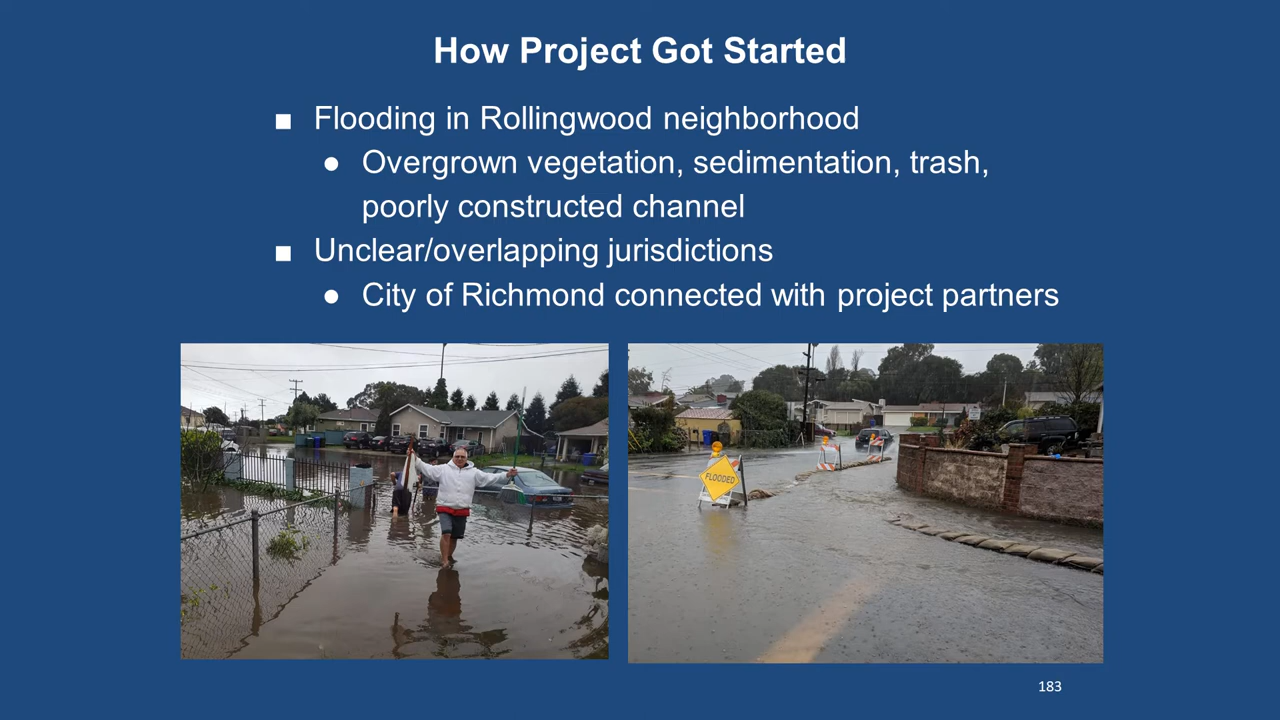 How Project Got Started
■ Flooding in Rollingwood neighborhood
● Overgrown vegetation, sedimentation, trash,
poorly constructed channel
■ Unclear/overlapping jurisdictions
● City of Richmond connected with project partners
FLOODED
183